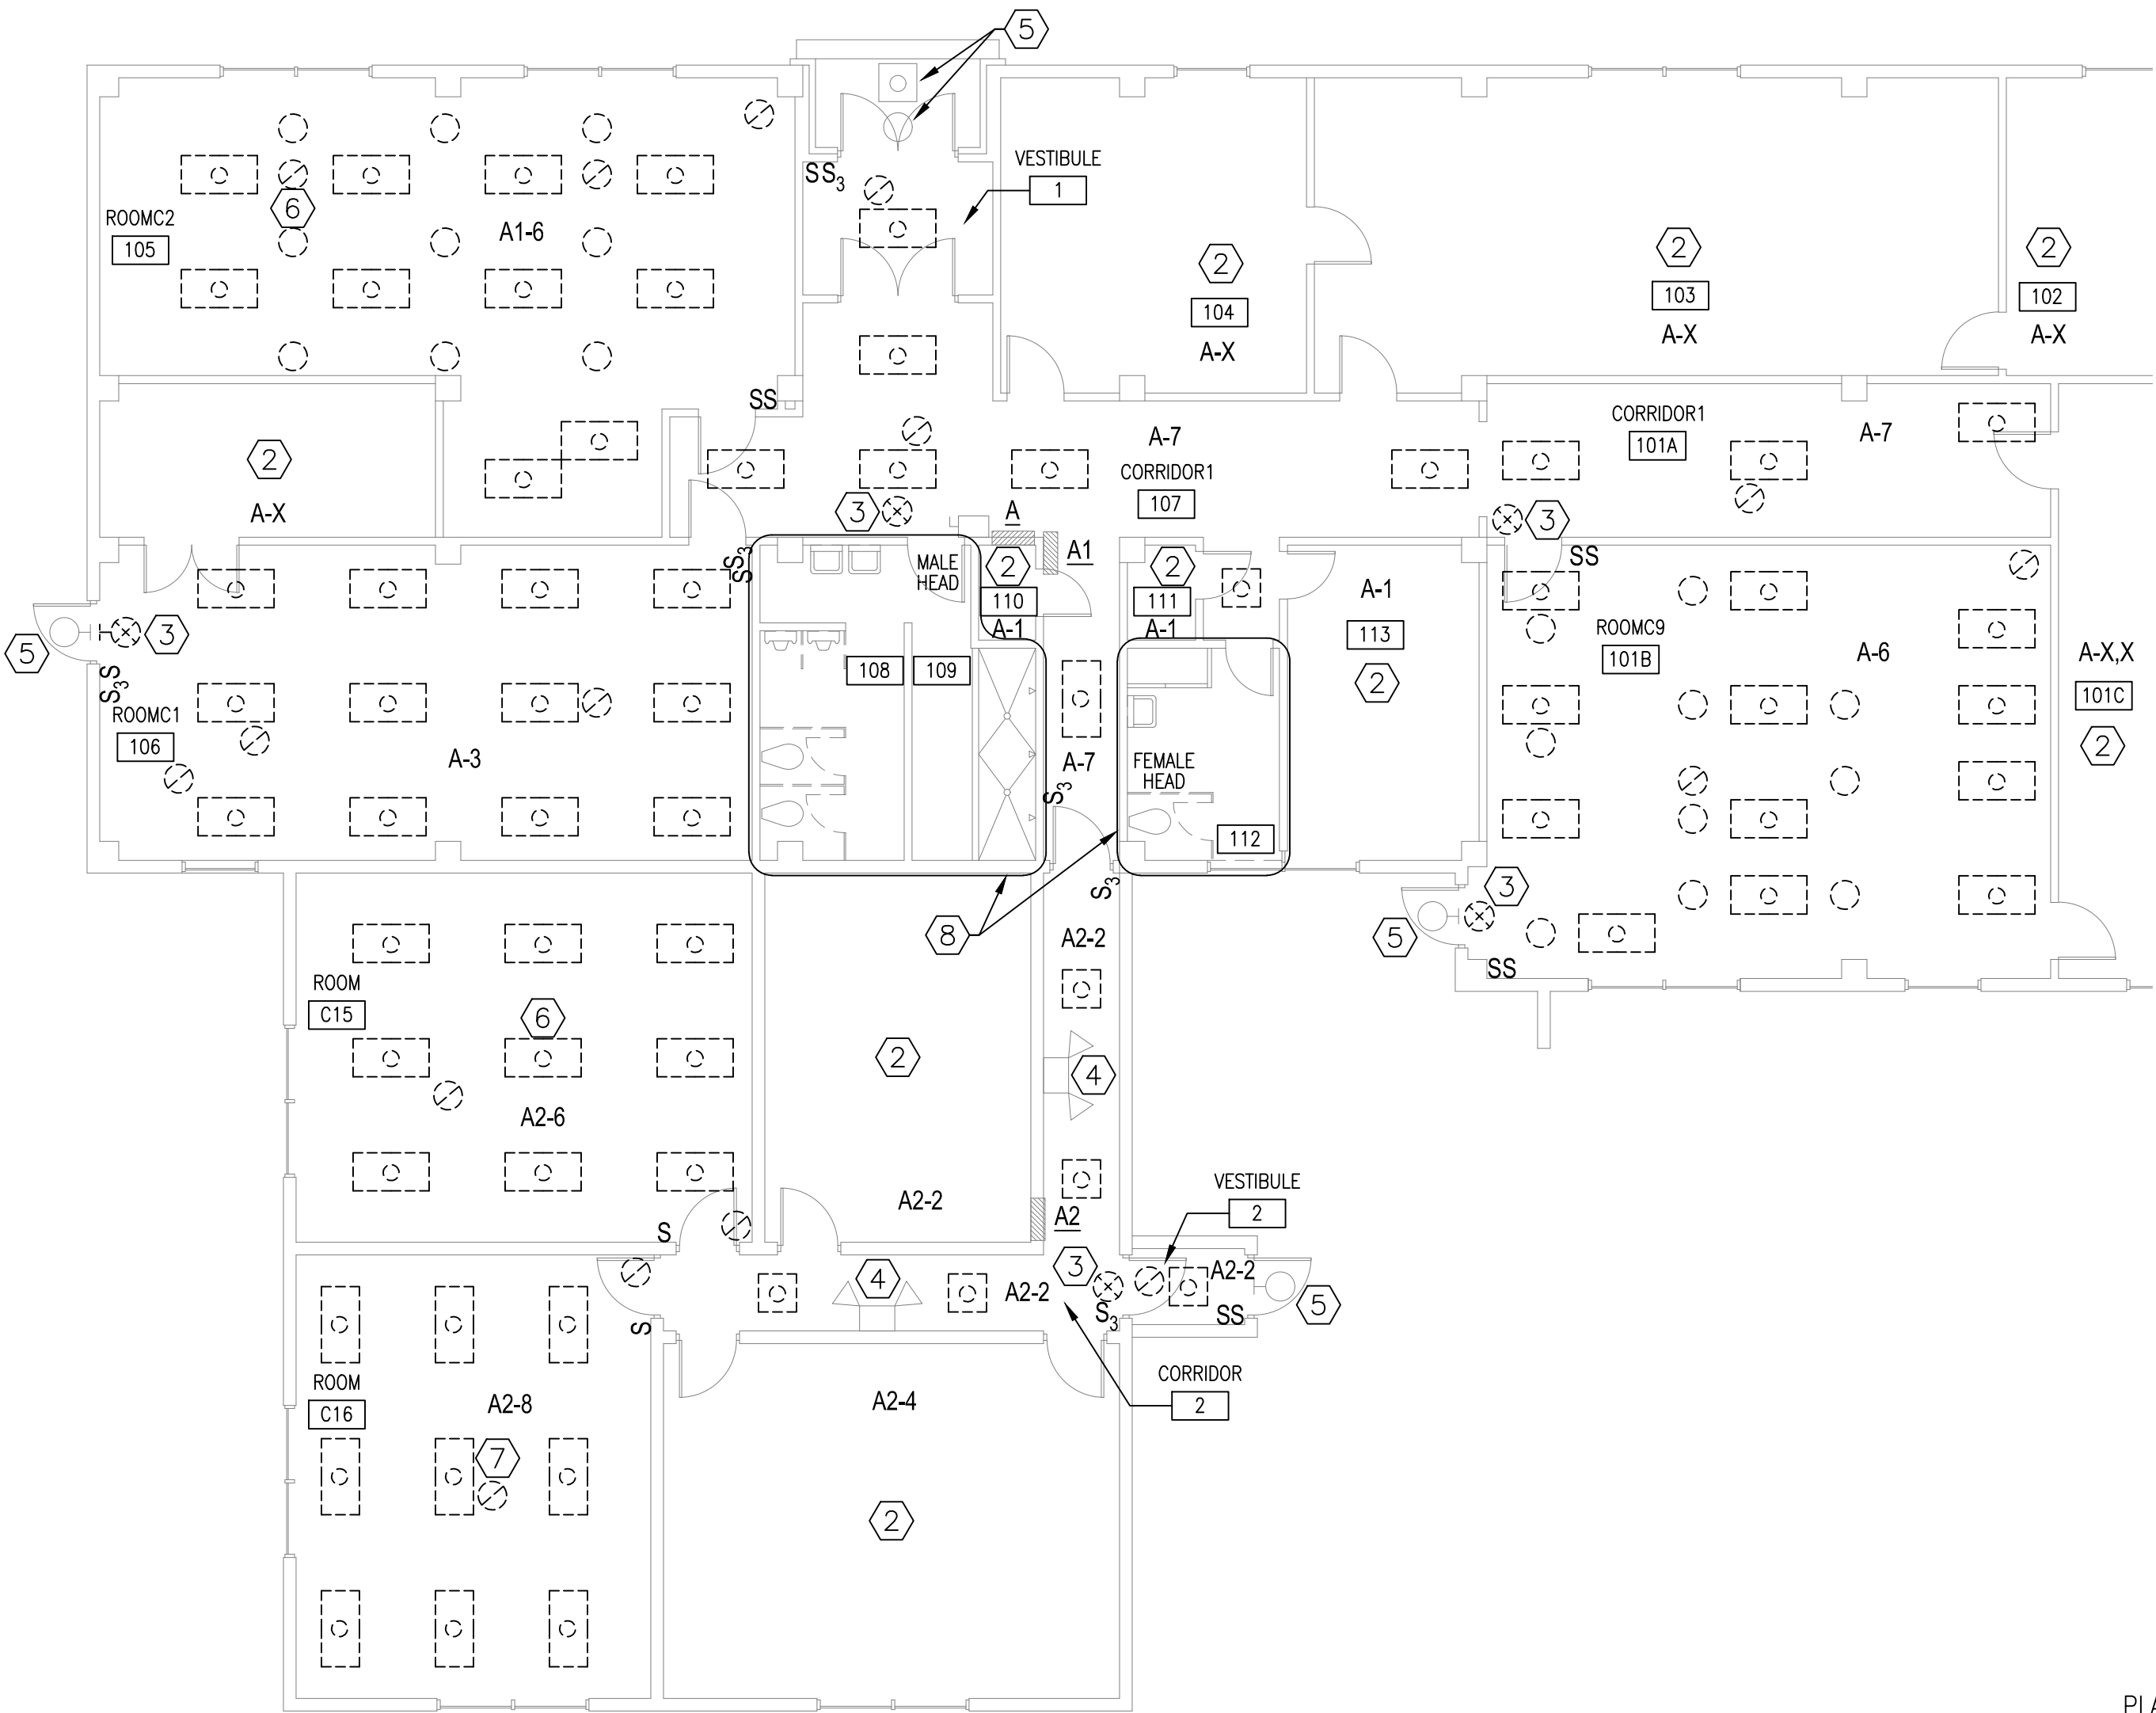 5
VESTIBULE
1
SS3
ROOMC2
105
6
A1-6
2
104
A-X
2
103
A-X
2
102
A-X
SS
2
A-X
A-7
CORRIDOR1
107
CORRIDOR1
101A
A-7
3
A
A1
3
SS
SS3
MALE
HEAD
2
110
A-1
2
111
A-1
A-1
113
2
5
3
SS3
ROOMC1
106
A-3
108
109
ROOMC9
101B
A-6
A-X,X
101C
2
A-7
S3
FEMALE
HEAD
112
S3
8
3
5
SS
A2-2
ROOM
C15
6
A2-6
2
4
A2-2
A2
VESTIBULE
2
S
4
A2-2
3
S3
A2-2
SS
5
S
CORRIDOR
2
ROOM
C16
A2-8
7
A2-4
2